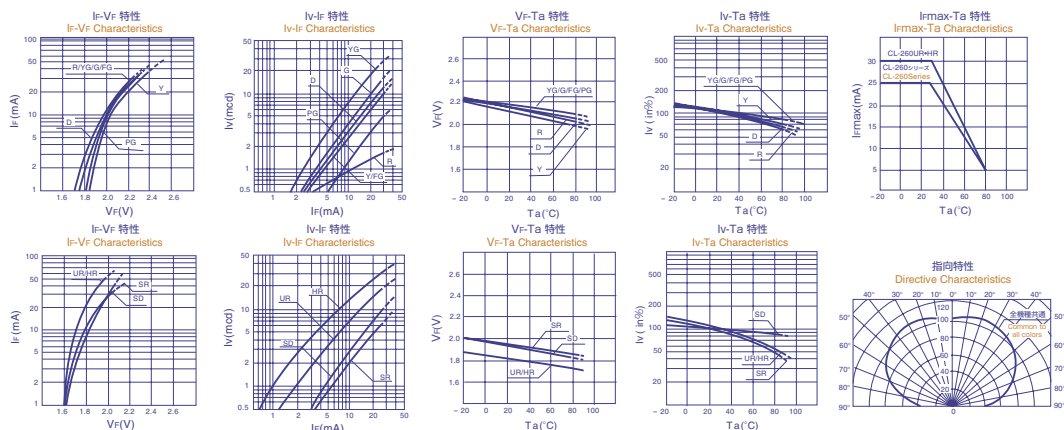 IF-VF 特性
IF-VF Characteristics
100
50
10
5
1
IF(mA)
R/YG/G/FG
Y
D
PG
1.6 2.0 2.4 2.8
VF(V)
Iv-IF 特性
Iv-IF Characteristics
50
20
10
5
1
0.5
Iv(mcd)
YG
G
D
PG
R
Y/FG
1 2 5 10 20 50
IF(mA)
VF-Ta 特性
VF-Ta Characteristics
2.6
2.4
2.2
2.0
1.8
1.6
VF(V)
YG/G/FG/PG
R
D
Y
-20 0 20 40 60 80 100
Ta(°C)
Iv-Ta 特性
Iv-Ta Characteristics
500
100
80
50
20
Iv (in%)
YG/G/FG/PG
Y
D
R
-20 0 20 40 60 80 100
Ta(°C)
IFmax-Ta 特性
IFmax-Ta Characteristics
35
30
25
20
15
10
5
0
IFmax(mA)
CL-260UR・HR
CL-260シリーズ
CL-260Series
-20 0 20 40 60 80 100
Ta(°C)
IF-VF 特性
IF-VF Characteristics
100
50
10
5
2
1
IF(mA)
UR/HR
SR
SD
1.6 1.8 2.0 2.2 2.4 2.6
VF(V)
Iv-IF 特性
Iv-IF Characteristics
50
20
10
5
1
0.5
Iv(mcd)
HR
UR
SD
SR
1 2 5 10 20 50
IF(mA)
VF-Ta 特性
VF-Ta Characteristics
2.6
2.4
2.2
2.0
1.8
1.6
VF(V)
SR
SD
UR/HR
-20 0 20 40 60 80 100
Ta(°C)
Iv-Ta 特性
Iv-Ta Characteristics
500
200
100
80
40
20
Iv (in%)
SD
UR/HR
SR
-20 0 20 40 60 80 100
Ta(°C)
指向特性
Directive Characteristics
40° 30° 20° 10° 0° 10° 20° 30° 40°
120
100
80
60
40
20
0
全機種共通
Common to
all colors
50° 50°
60° 60°
70° 70°
80° 80°
90° 90°